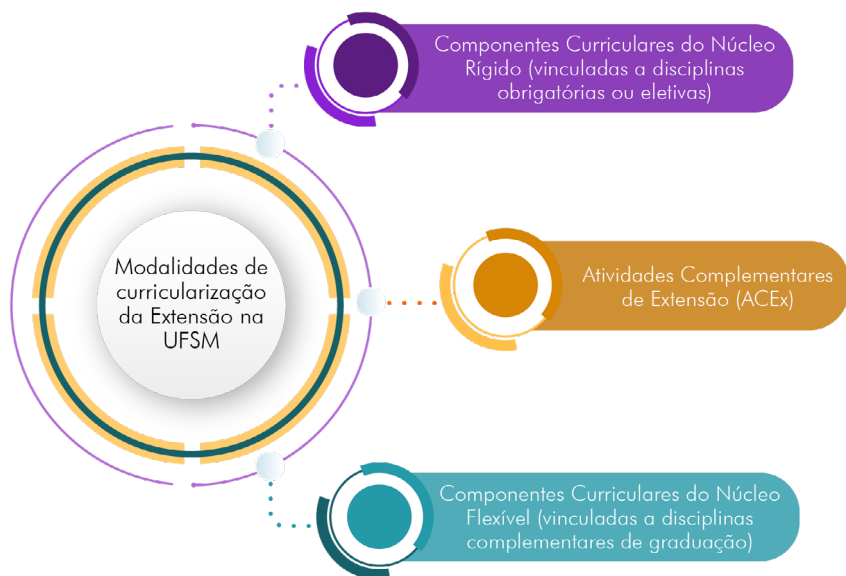 Componentes Curriculares do Núcleo
Rígido (vinculadas a disciplinas
obrigatórias ou eletivas)
Modalidades de
curricularização
da Extensão na
UFSM
Atividades Complementares
de Extensão (ACEx)
Componentes Curriculares do Núcleo
Flexível (vinculadas a disciplinas
complementares de graduação)